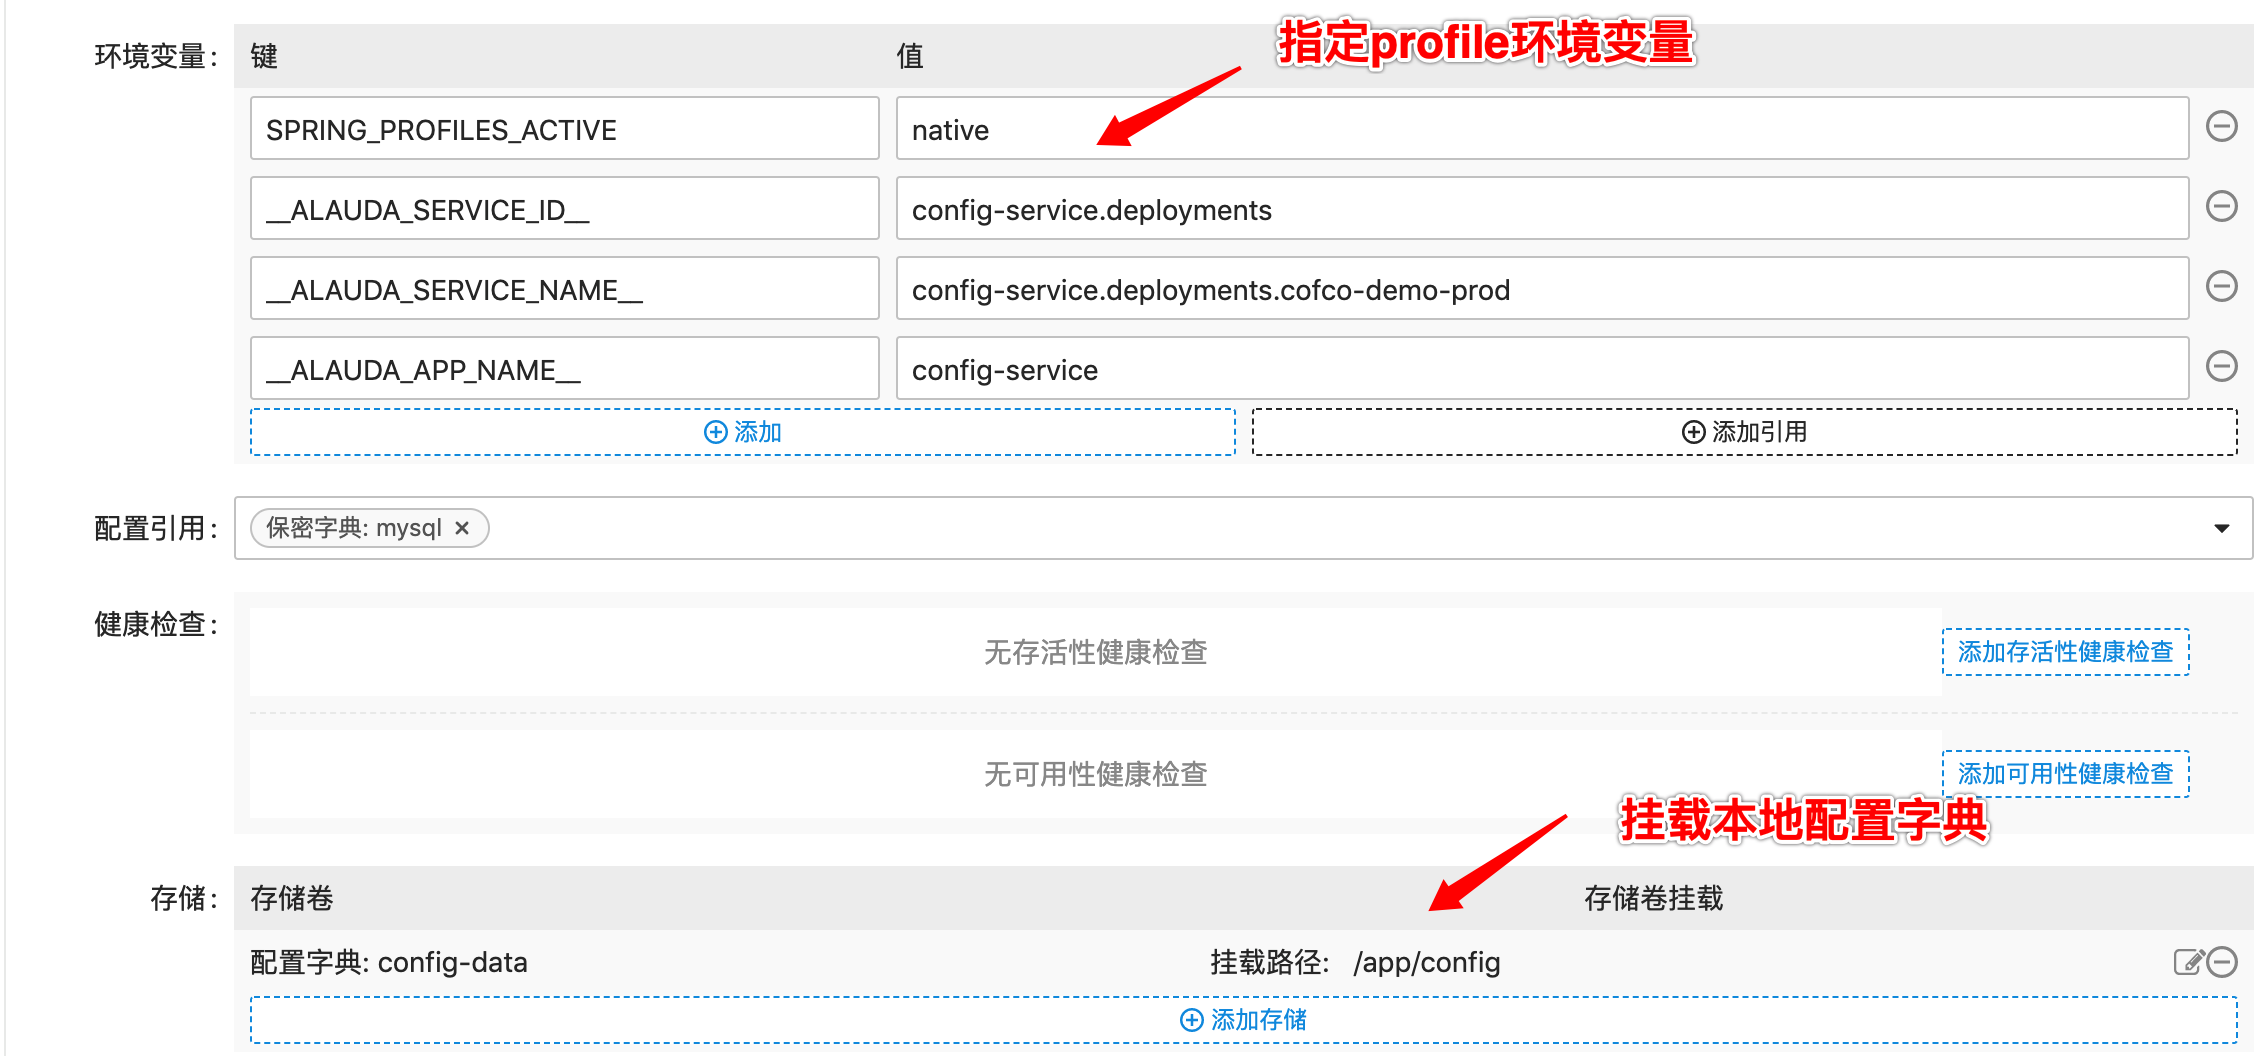 指定profile环境变量
环境变量:
键 值
SPRING_PROFILES_ACTIVE native
__ALAUDA_SERVICE_ID__ config-service.deployments
__ALAUDA_SERVICE_NAME__ config-service.deployments.cofco-demo-prod
__ALAUDA_APP_NAME__ config-service
添加 添加引用
配置引用: 保密字典: mysql ×
健康检查:
无存活性健康检查 添加存活性健康检查
无可用性健康检查 添加可用性健康检查
挂载本地配置字典
存储: 存储卷 存储卷挂载
配置字典: config-data 挂载路径: /app/config
添加存储